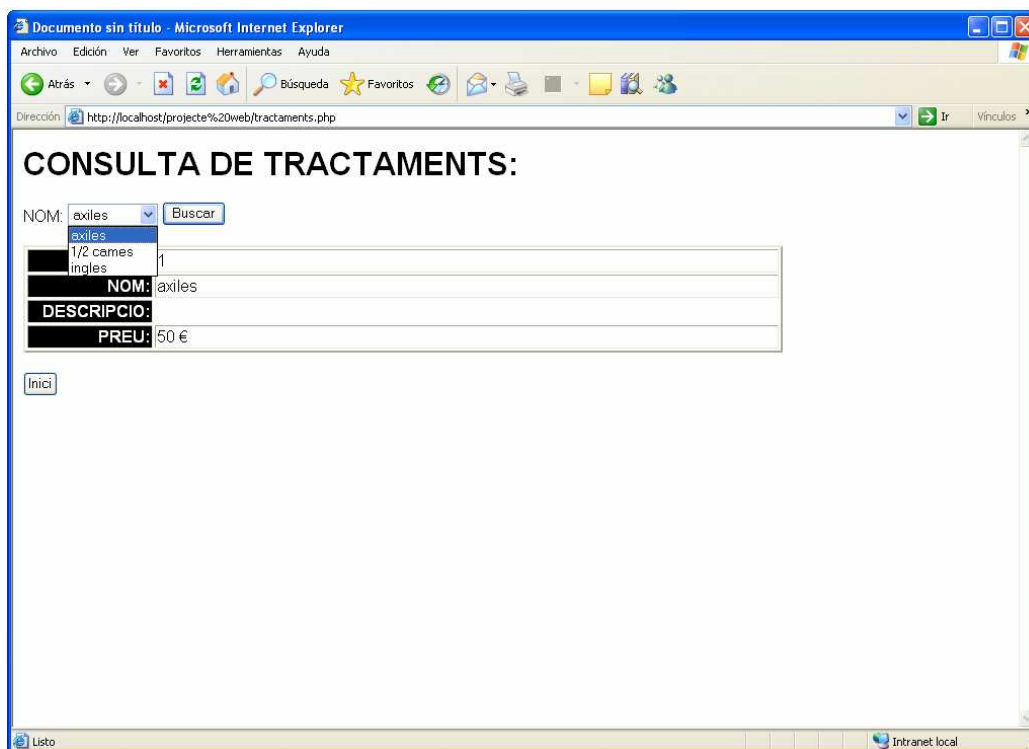 Documento sin título - Microsoft Internet Explorer
Archivo Edición Ver Favoritos Herramientas Ayuda
Atrás Búsqueda Favoritos
Dirección http://localhost/projecte%20web/tractaments.php Ir Vínculos »
CONSULTA DE TRACTAMENTS:
NOM: axiles Buscar
axiles
1/2 cames
ingles
1
NOM: axiles
DESCRIPCIO:
PREU: 50 €
Inici
Listo Intranet local